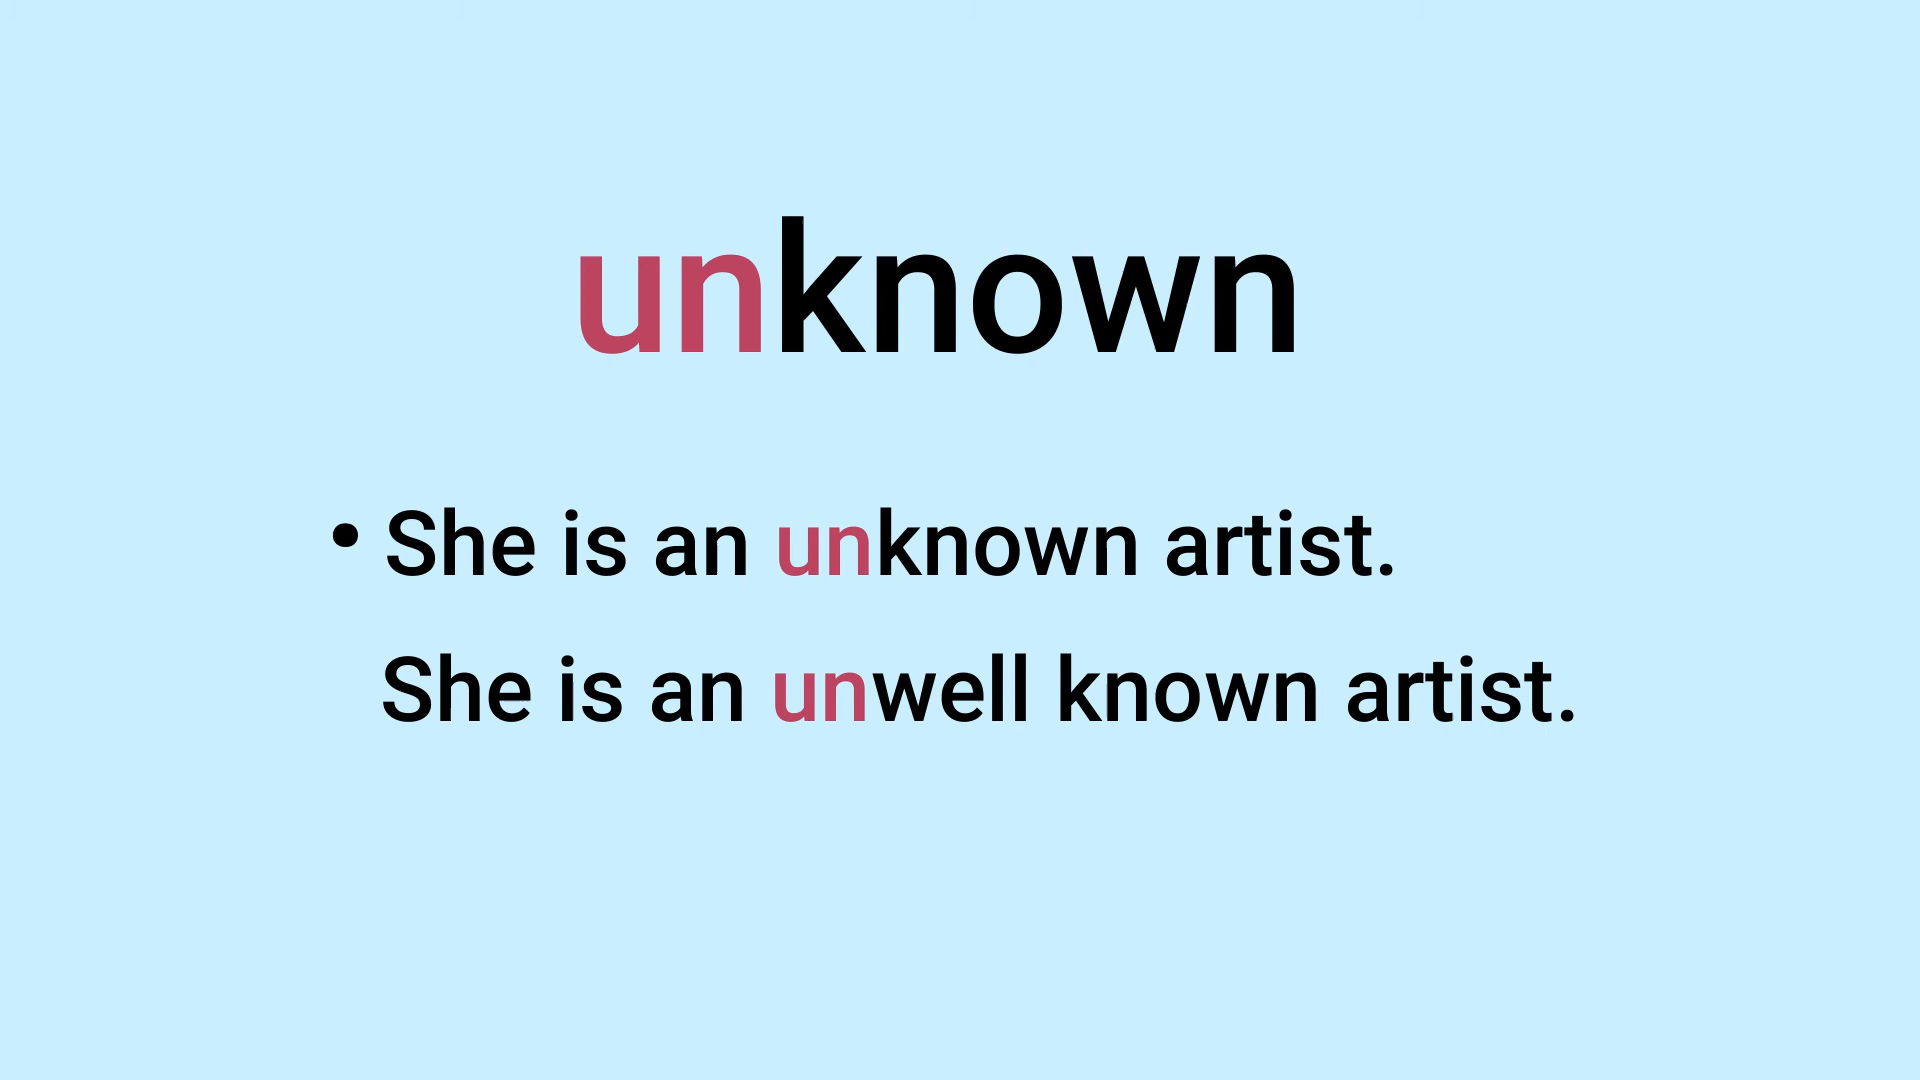 unknown
• She is an unknown artist.
She is an unwell known artist.